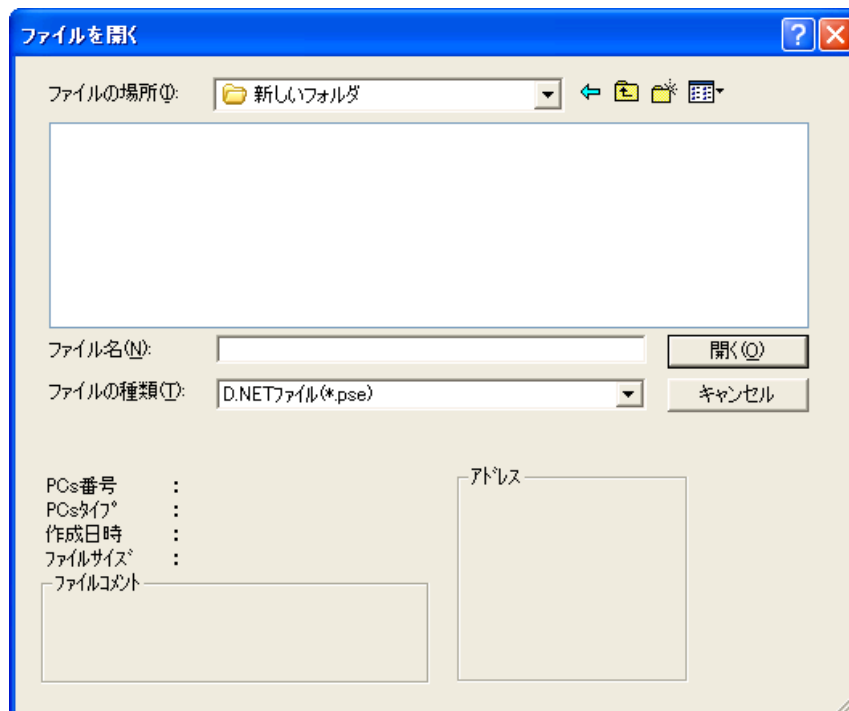 ファイルを開く
ファイルの場所(I):
新しいフォルダ
ファイル名(N):
開く(O)
ファイルの種類(T):
D.NETファイル(*.pse)
キャンセル
PCs番号 :
PCsﾀｲﾌﾟ :
作成日時 :
ﾌｧｲﾙｻｲｽﾞ :
ﾌｧｲﾙｺﾒﾝﾄ
ｱﾄﾞﾚｽ